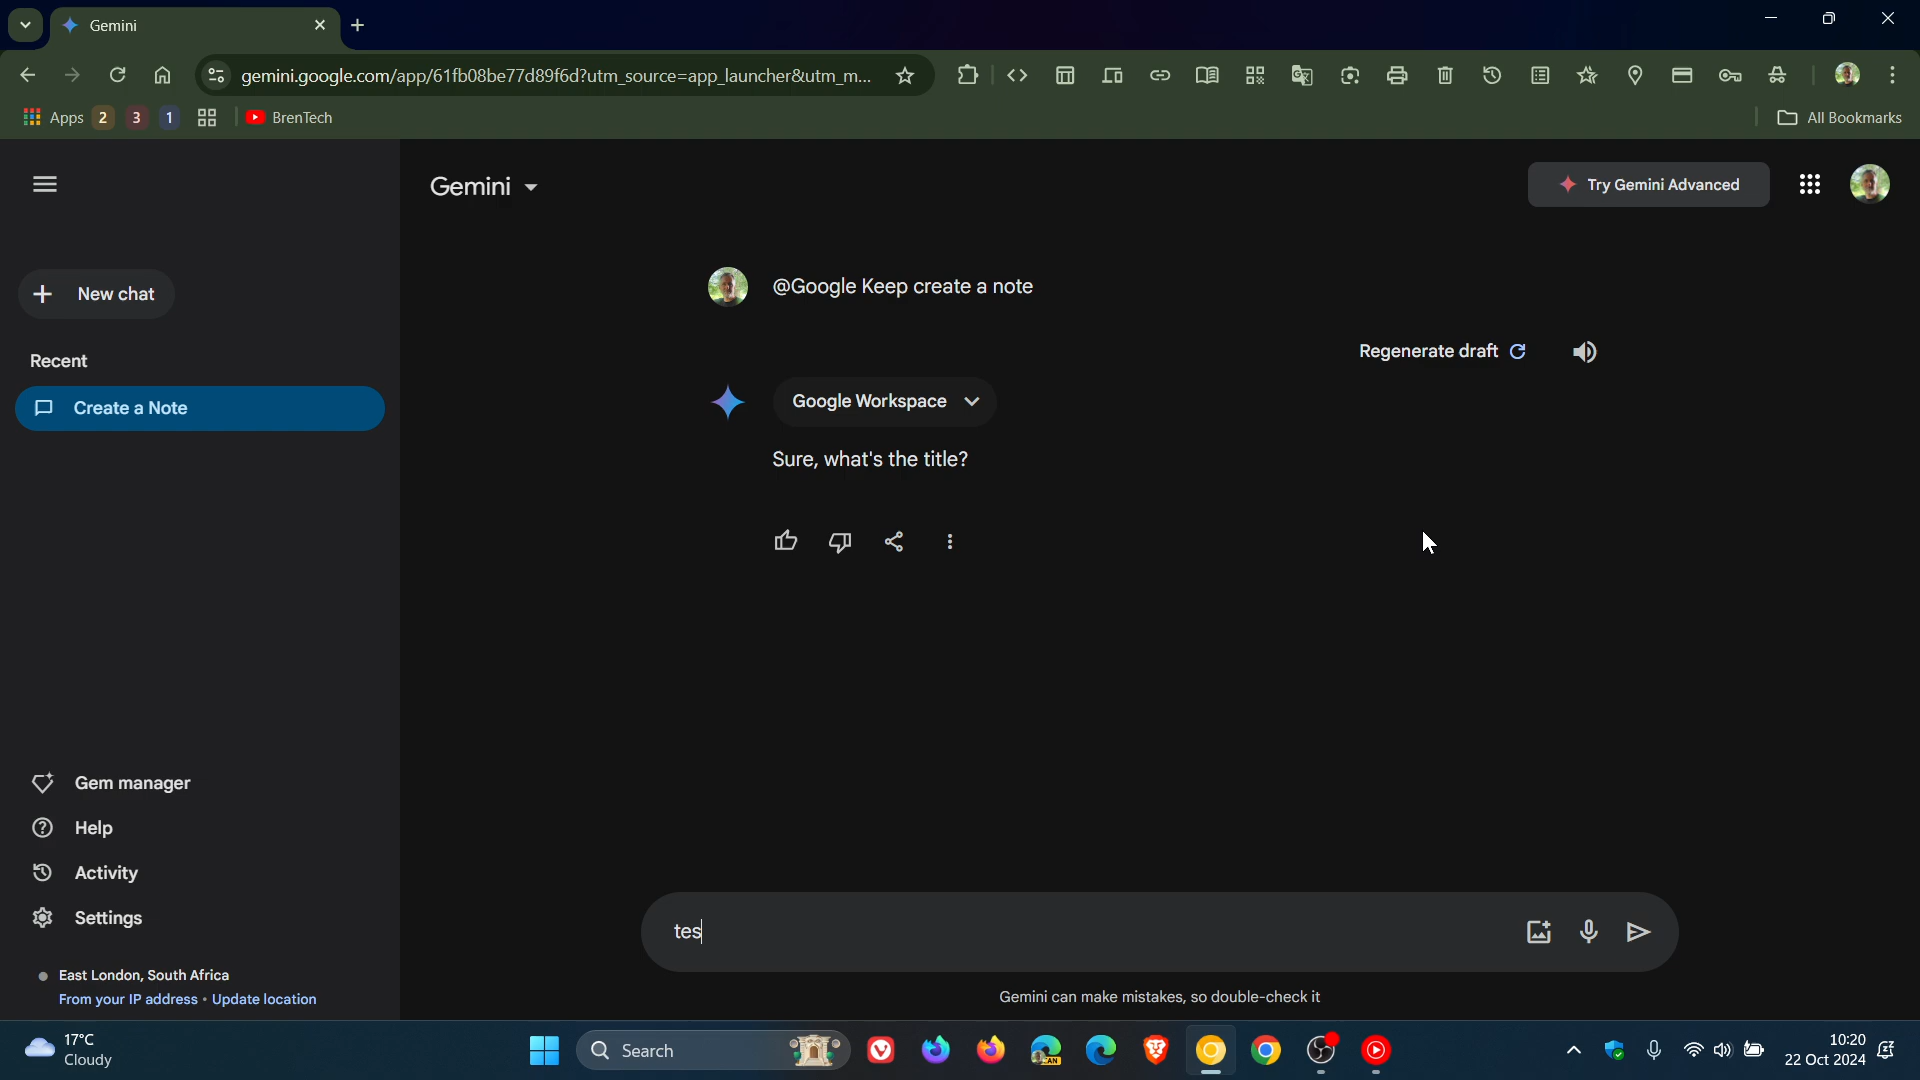 Gemini
gemini.google.com/app/61fb08be77d89f6d?utm_source=app_launcher&utm_m...
Apps 2 3 1 BrenTech All Bookmarks
Gemini
Try Gemini Advanced
New chat
Recent
Create a Note
@Google Keep create a note
Regenerate draft
Google Workspace
Sure, what's the title?
Gem manager
Help
Activity
Settings
East London, South Africa
From your IP address • Update location
tes
Gemini can make mistakes, so double-check it
17°C
Cloudy
Search
CAN
10:20
22 Oct 2024